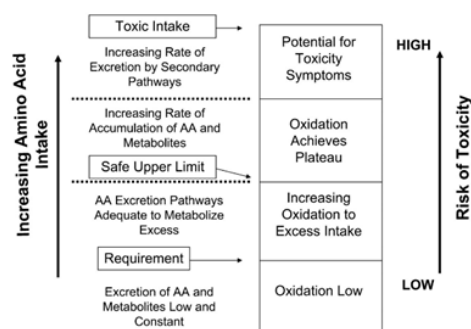 Toxic Intake
Increasing Rate of
Excretion by Secondary
Pathways
Increasing Rate of
Accumulation of AA and
Metabolites
Safe Upper Limit
AA Excretion Pathways
Adequate to Metabolize
Excess
Requirement
Excretion of AA and
Metabolites Low and
Constant
Increasing Amino Acid
Intake
Potential for
Toxicity
Symptoms
Oxidation
Achieves
Plateau
Increasing
Oxidation to
Excess Intake
Oxidation Low
HIGH
Risk of Toxicity
LOW